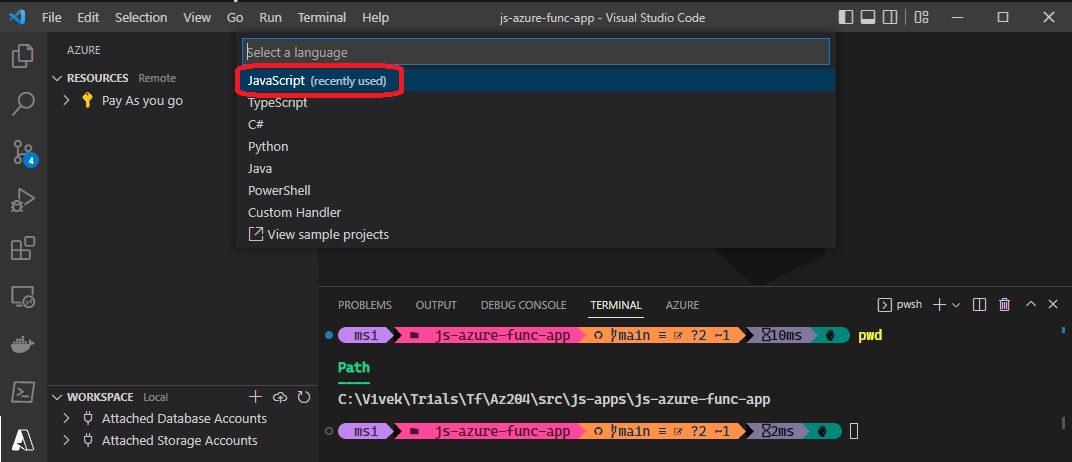 File Edit Selection View Go Run Terminal Help js-azure-func-app - Visual Studio Code
AZURE
Select a language
RESOURCES Remote
JavaScript (recently used)
Pay As you go
TypeScript
C#
Python
4
Java
PowerShell
Custom Handler
View sample projects
PROBLEMS OUTPUT DEBUG CONSOLE TERMINAL AZURE pwsh
msi js-azure-func-app main ≡ ?2 ~1 10ms pwd
Path
----
C:\Vivek\Trials\Tf\Az204\src\js-apps\js-azure-func-app
WORKSPACE Local
Attached Database Accounts
msi js-azure-func-app main ≡ ?2 ~1 2ms
Attached Storage Accounts